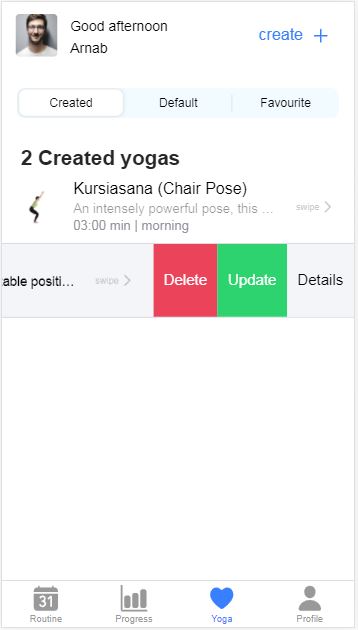 Good afternoon
Arnab
create +
Created Default Favourite
2 Created yogas
Kursiasana (Chair Pose)
An intensely powerful pose, this ...
swipe
03:00 min | morning
table positi...
swipe
Delete Update Details
31
Routine Progress Yoga Profile